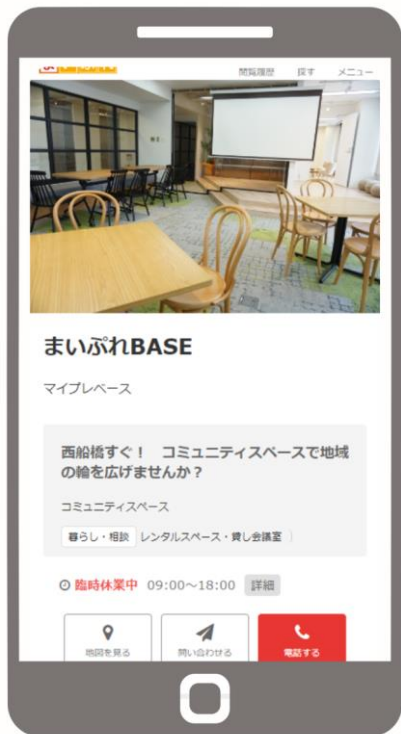 閲覧履歴 探す メニュー
まいぷれBASE
マイプレベース
西船橋すぐ！ コミュニティスペースで地域
の輪を広げませんか？
コミュニティスペース
暮らし・相談 レンタルスペース・貸し会議室
臨時休業中 09:00～18:00 詳細
地図を見る 問い合わせる 電話する